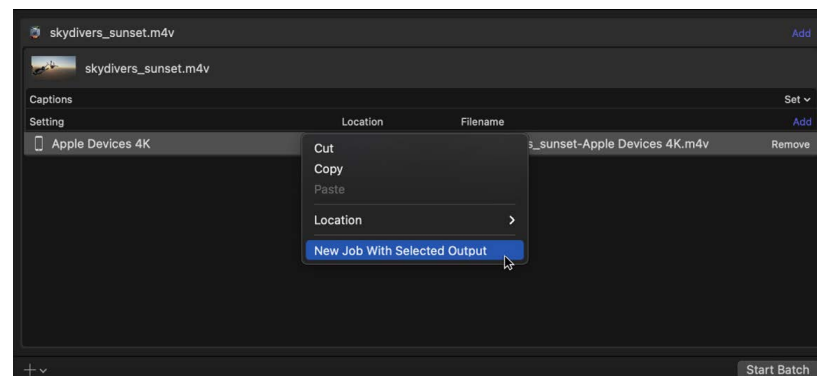 skydivers_sunset.m4v Add
skydivers_sunset.m4v
Captions Set
Setting Location Filename Add
Apple Devices 4K s_sunset-Apple Devices 4K.m4v Remove
Cut
Copy
Paste
Location
New Job With Selected Output
Start Batch